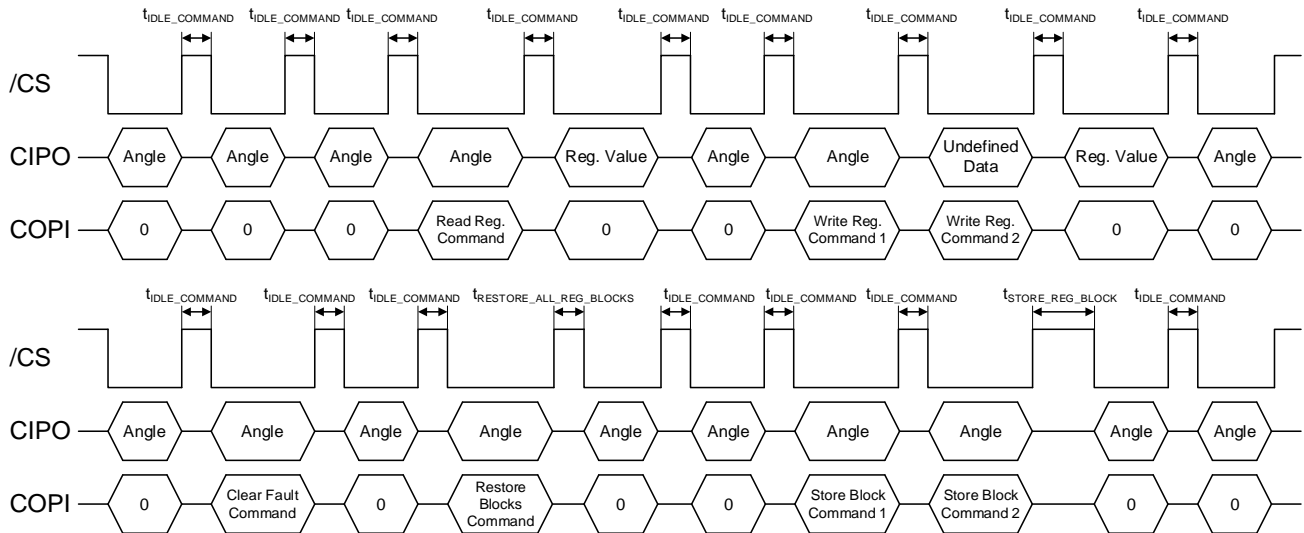 tIDLE_COMMAND tIDLE_COMMAND tIDLE_COMMAND tIDLE_COMMAND tIDLE_COMMAND tIDLE_COMMAND tIDLE_COMMAND tIDLE_COMMAND tIDLE_COMMAND
/CS
CIPO Angle Angle Angle Angle Reg. Value Angle Angle Undefined Data Reg. Value Angle
COPI 0 0 0 Read Reg. Command 0 0 Write Reg. Command 1 Write Reg. Command 2 0 0
tIDLE_COMMAND tIDLE_COMMAND tIDLE_COMMAND tRESTORE_ALL_REG_BLOCKS tIDLE_COMMAND tIDLE_COMMAND tIDLE_COMMAND tSTORE_REG_BLOCK tIDLE_COMMAND
/CS
CIPO Angle Angle Angle Angle Angle Angle Angle Angle Angle Angle
COPI 0 Clear Fault Command 0 Restore Blocks Command 0 0 Store Block Command 1 Store Block Command 2 0 0